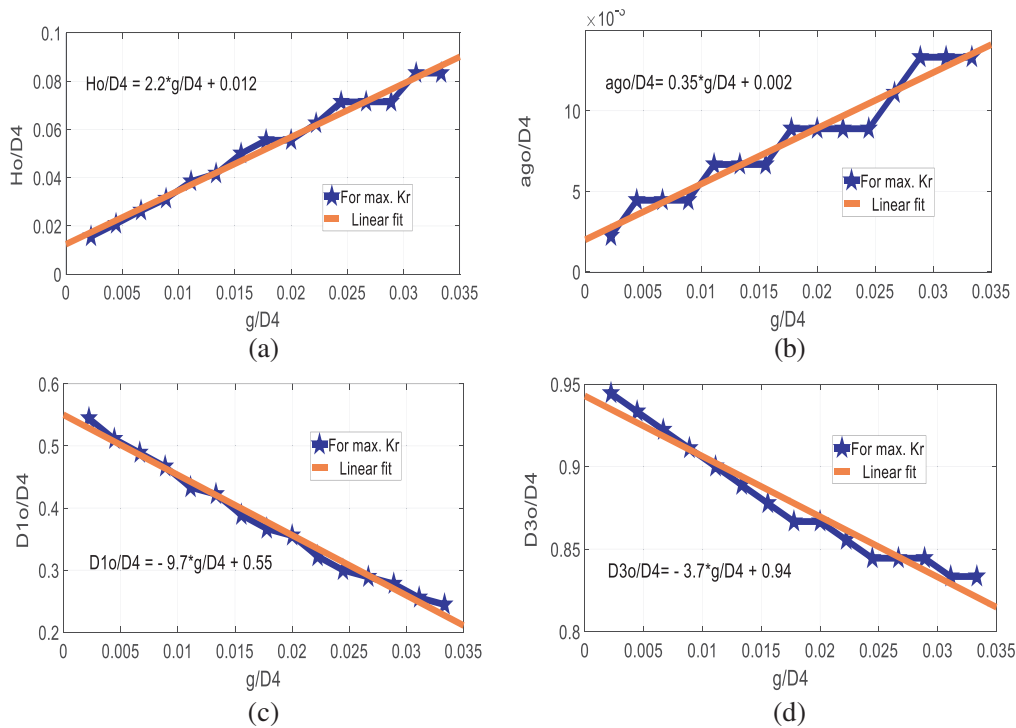 0.1
0.08
0.06
0.04
0.02
0
Ho/D4
Ho/D4 = 2.2*g/D4 + 0.012
For max. Kr
Linear fit
0 0.005 0.01 0.015 0.02 0.025 0.03 0.035
g/D4
(a)
10
5
0
ago/D4
ago/D4= 0.35*g/D4 + 0.002
For max. Kr
Linear fit
0 0.005 0.01 0.015 0.02 0.025 0.03 0.035
g/D4
(b)
0.6
0.5
0.4
0.3
0.2
D1o/D4
For max. Kr
Linear fit
D1o/D4 = - 9.7*g/D4 + 0.55
0 0.005 0.01 0.015 0.02 0.025 0.03 0.035
g/D4
(c)
0.95
0.9
0.85
0.8
D3o/D4
For max. Kr
Linear fit
D3o/D4= - 3.7*g/D4 + 0.94
0 0.005 0.01 0.015 0.02 0.025 0.03 0.035
g/D4
(d)